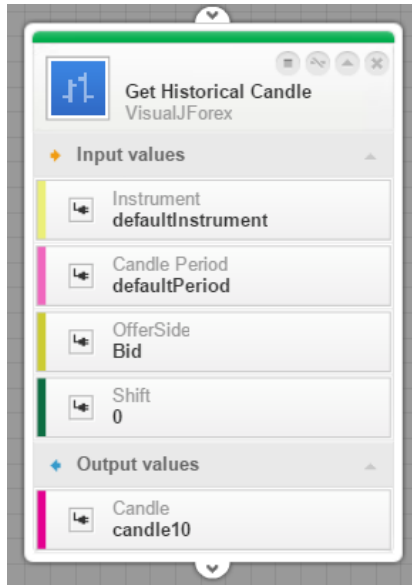 Get Historical Candle
VisualJForex
Input values
Instrument
defaultInstrument
Candle Period
defaultPeriod
OfferSide
Bid
Shift
0
Output values
Candle
candle10